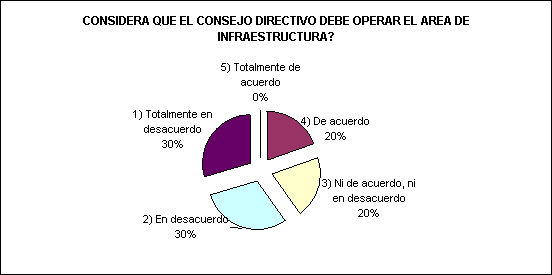 CONSIDERA QUE EL CONSEJO DIRECTIVO DEBE OPERAR EL AREA DE
INFRAESTRUCTURA?
5) Totalmente de
acuerdo
0%
1) Totalmente en
desacuerdo
30%
4) De acuerdo
20%
3) Ni de acuerdo, ni
en desacuerdo
20%
2) En desacuerdo
30%